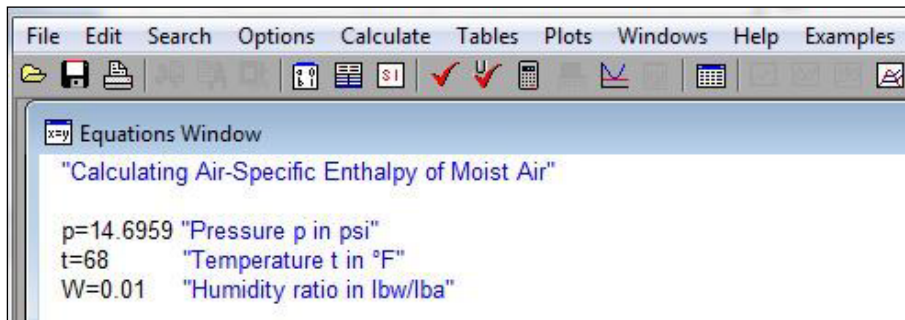 File Edit Search Options Calculate Tables Plots Windows Help Examples
Equations Window
"Calculating Air-Specific Enthalpy of Moist Air"
p=14.6959 "Pressure p in psi"
t=68 "Temperature t in °F"
W=0.01 "Humidity ratio in lbw/lba"